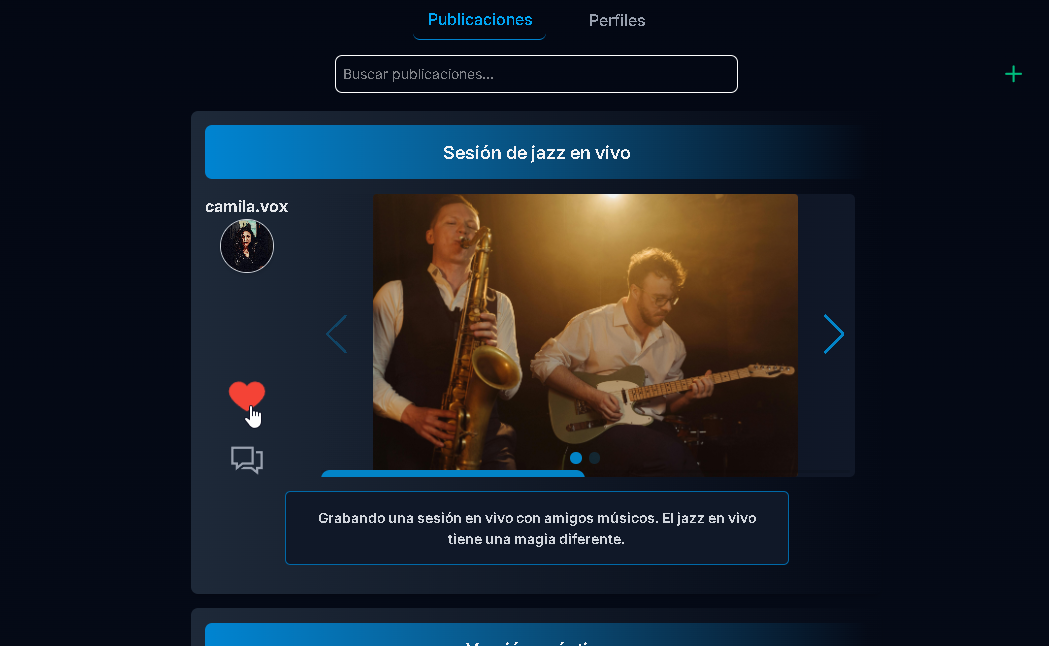 Publicaciones
Perfiles
Buscar publicaciones...
Sesión de jazz en vivo
camila.vox
Grabando una sesión en vivo con amigos músicos. El jazz en vivo
tiene una magia diferente.